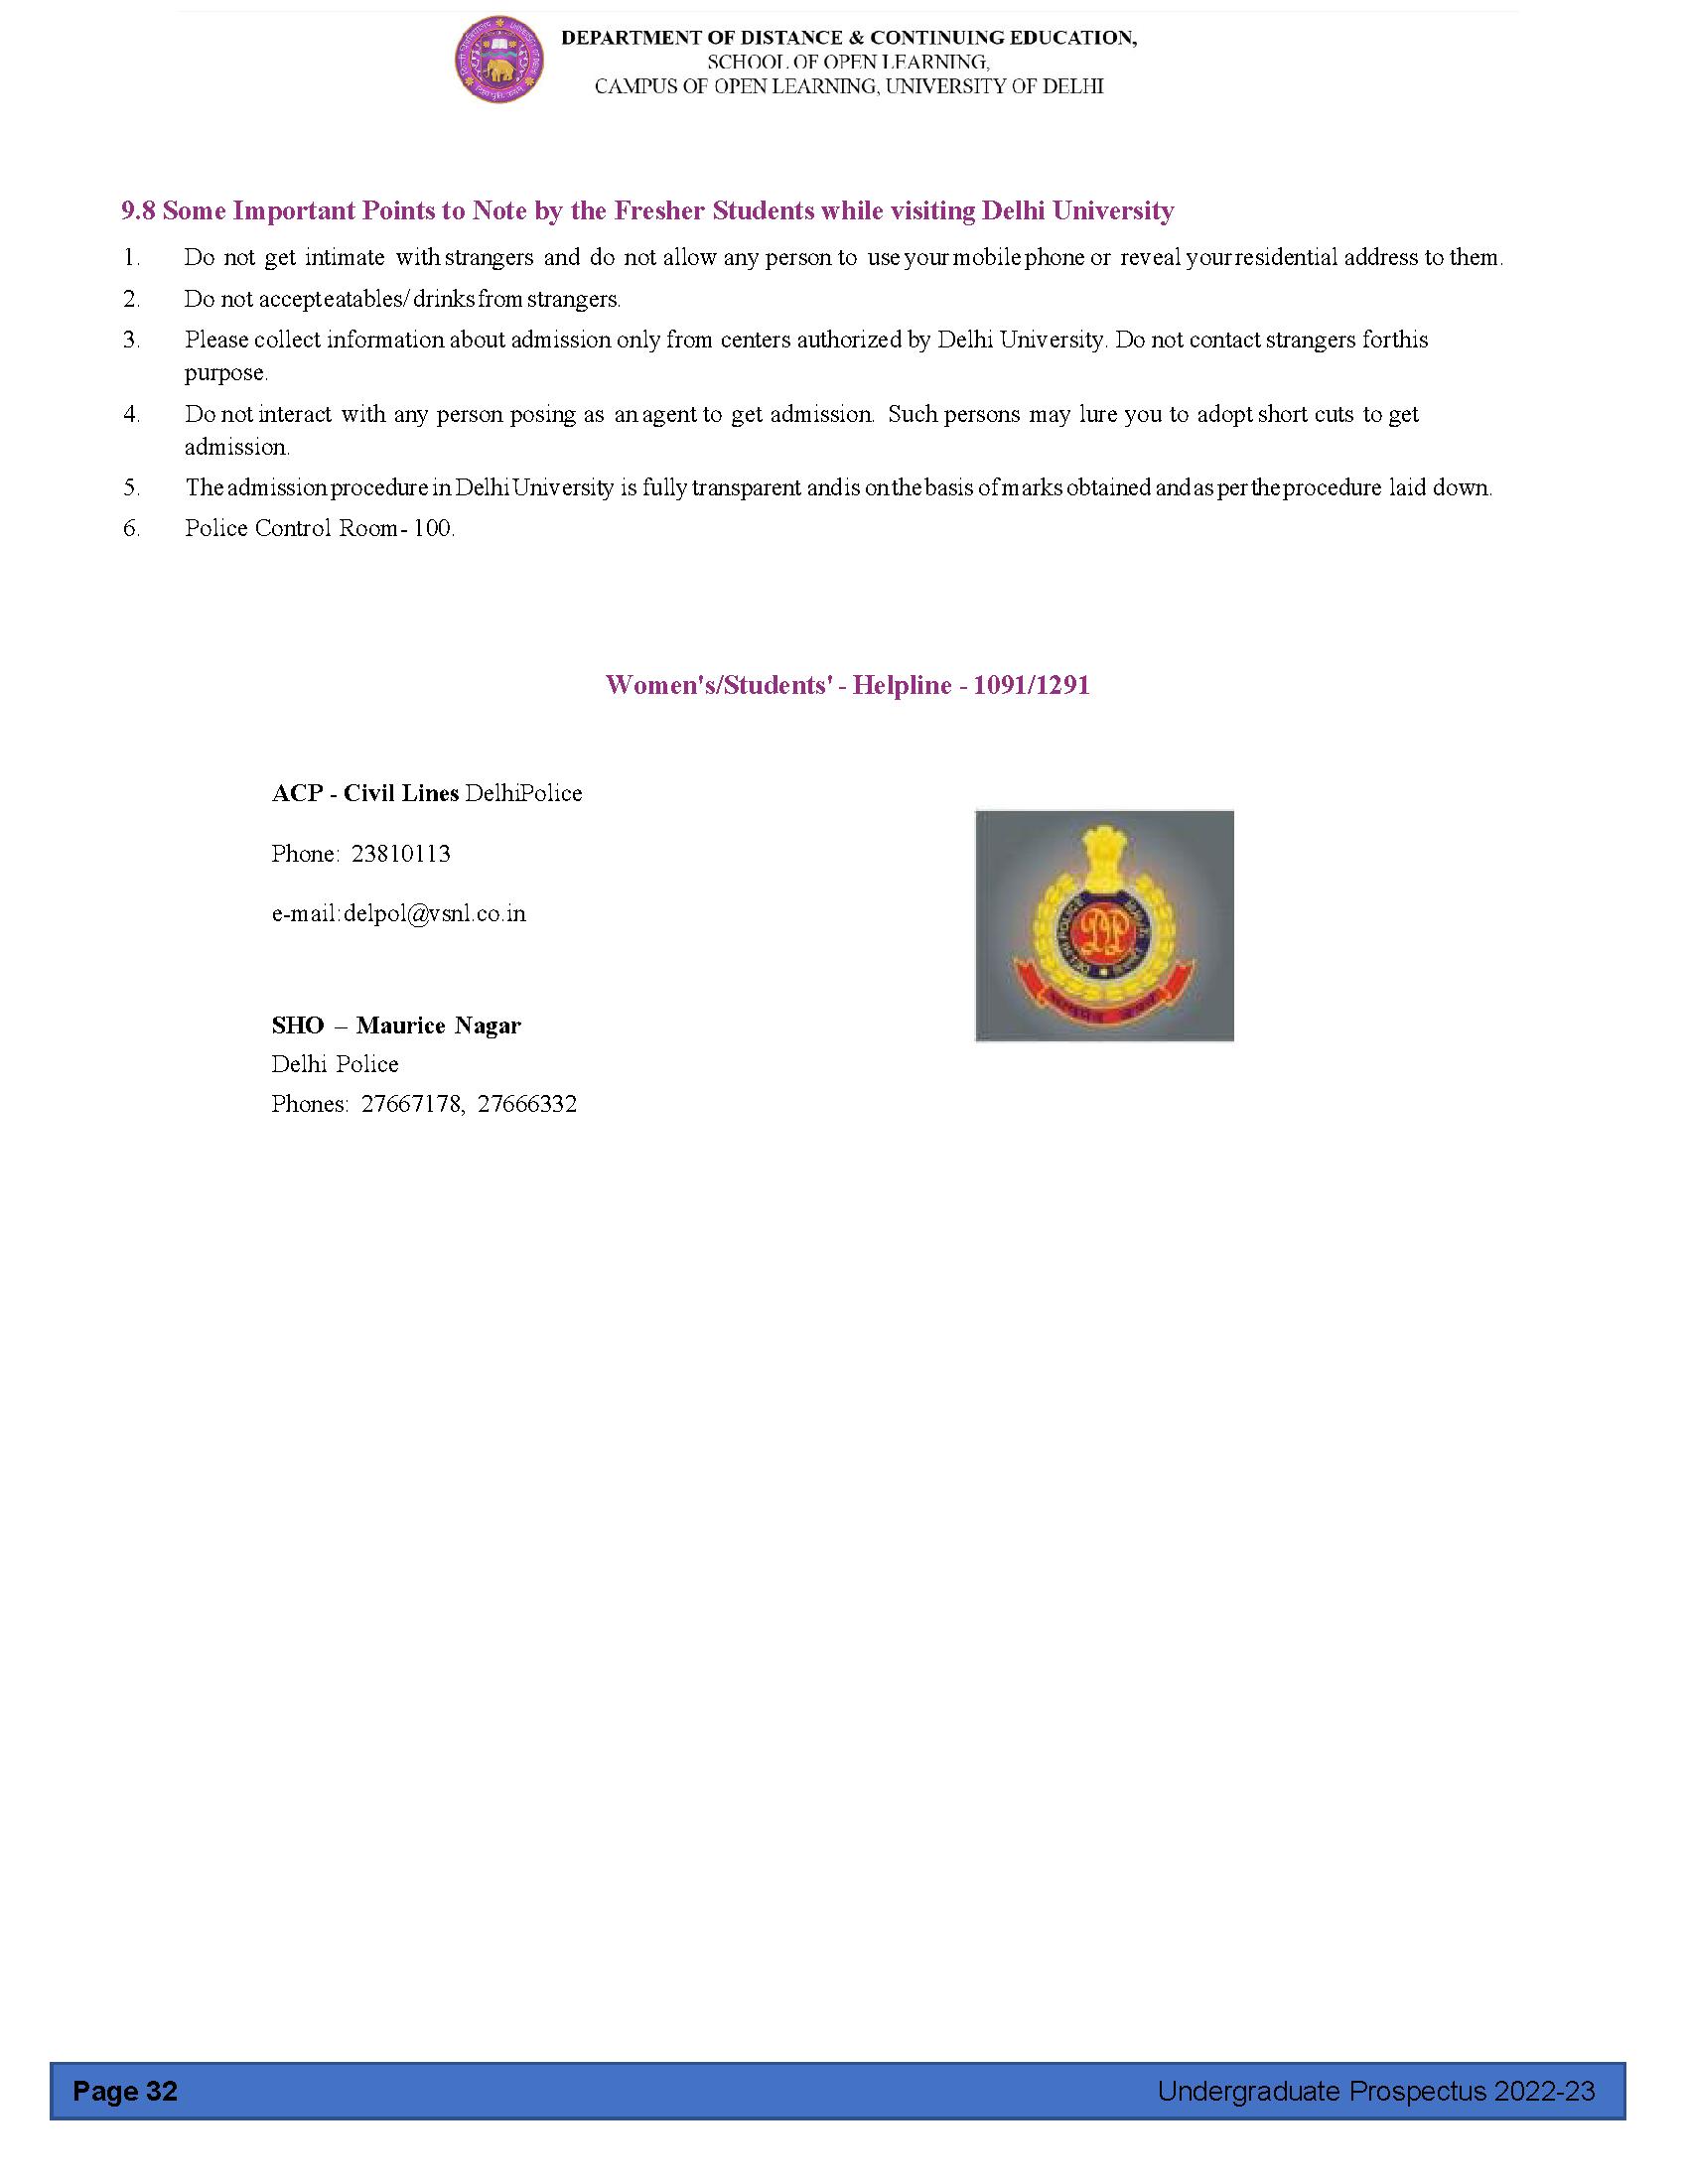 DEPARTMENT OF DISTANCE & CONTINUING EDUCATION,
SCHOOL OF OPEN LEARNING,
CAMPUS OF OPEN LEARNING, UNIVERSITY OF DELHI
9.8 Some Important Points to Note by the Fresher Students while visiting Delhi University
1. Do not get intimate with strangers and do not allow any person to use your mobile phone or reveal your residential address to them.
2. Do not accept eatables/ drinks from strangers.
3. Please collect information about admission only from centers authorized by Delhi University. Do not contact strangers forthis
purpose.
4. Do not interact with any person posing as an agent to get admission. Such persons may lure you to adopt short cuts to get
admission.
5. The admission procedure in Delhi University is fully transparent andis on the basis of marks obtained and as per the procedure laid down.
6. Police Control Room - 100.
Women's/Students' - Helpline - 1091/1291
ACP - Civil Lines DelhiPolice
Phone: 23810113
e-mail:delpol@vsnl.co.in
DELHI POLICE
DP
SHO – Maurice Nagar
Delhi Police
Phones: 27667178, 27666332
Page 32
Undergraduate Prospectus 2022-23